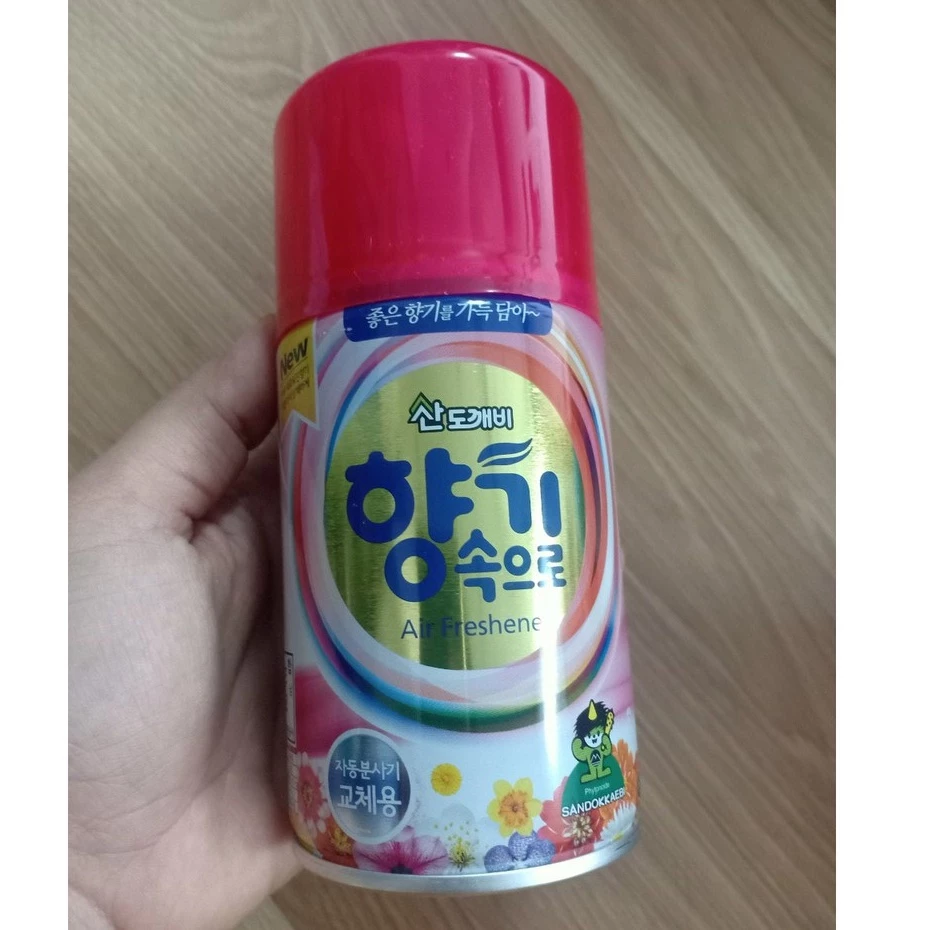 좋은 향기를 가득 담아~
New
산도깨비
향기
속으로
Air Freshene
자동분사기
교체용
Phytoncide
SANDOKKAEBI